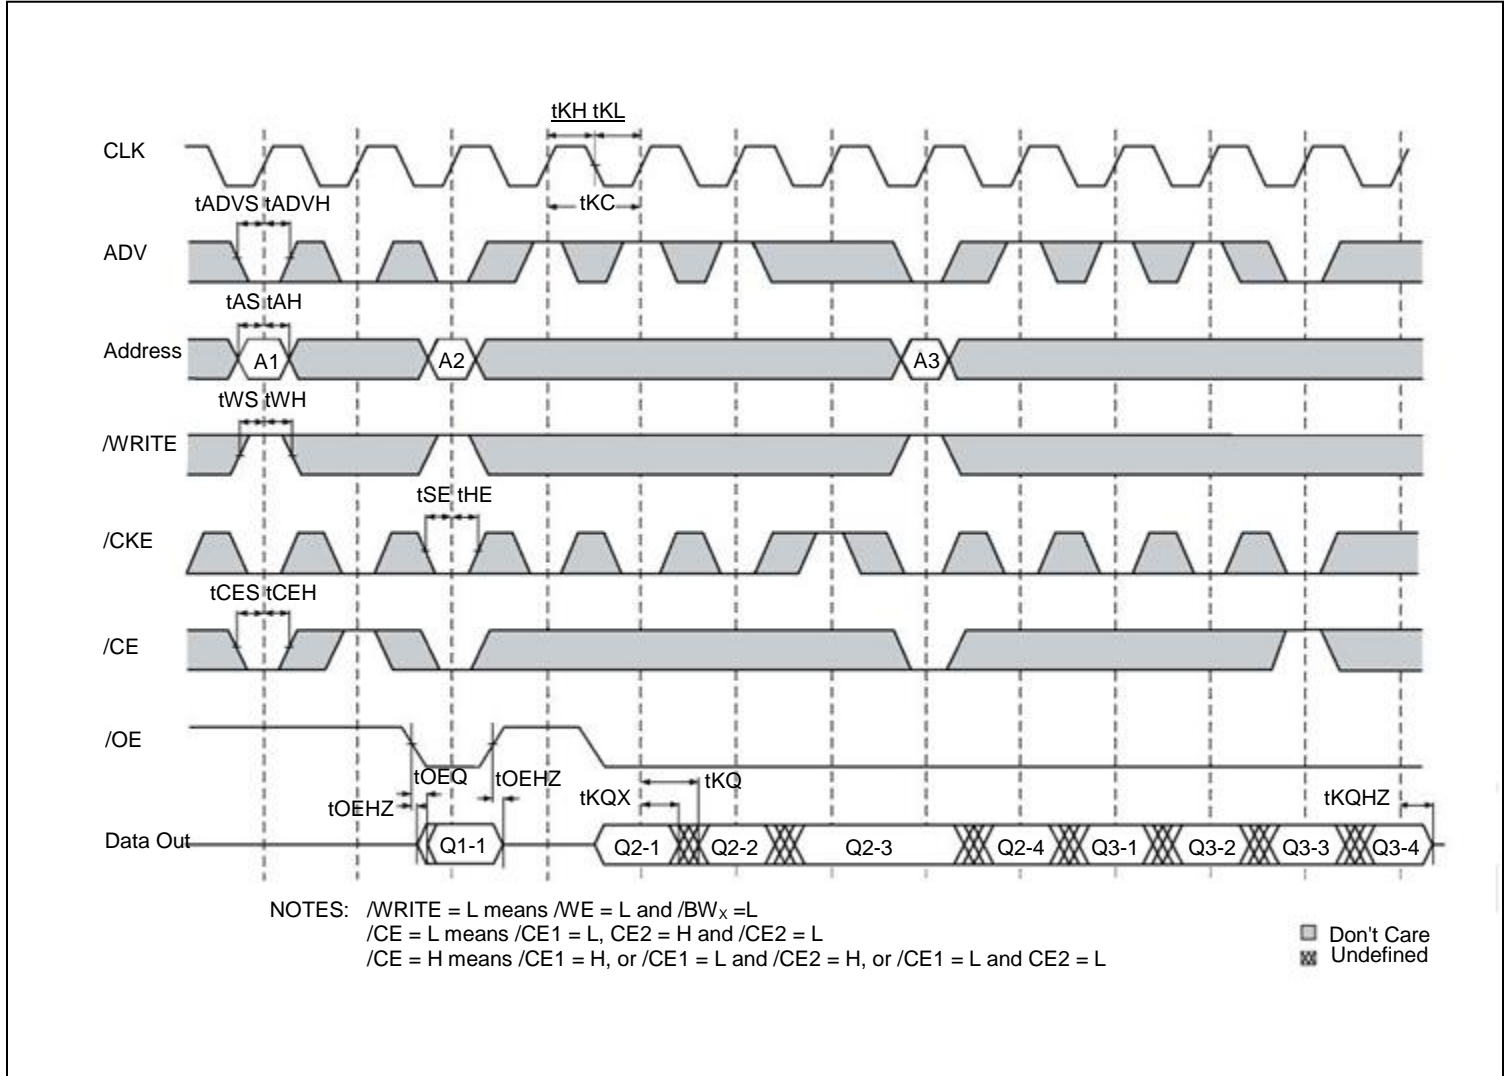 tKH tKL
CLK
tKC
tADVS tADVH
ADV
tAS tAH
Address
A1
A2
A3
tWS tWH
/WRITE
tSE tHE
/CKE
tCES tCEH
/CE
/OE
tOEQ
tOEHZ
tKQ
tOEHZ
tKQX
tKQHZ
Data Out
Q1-1
Q2-1
Q2-2
Q2-3
Q2-4
Q3-1
Q3-2
Q3-3
Q3-4
NOTES: /WRITE = L means /WE = L and /BWX =L
/CE = L means /CE1 = L, CE2 = H and /CE2 = L
/CE = H means /CE1 = H, or /CE1 = L and /CE2 = H, or /CE1 = L and CE2 = L
Don't Care
Undefined